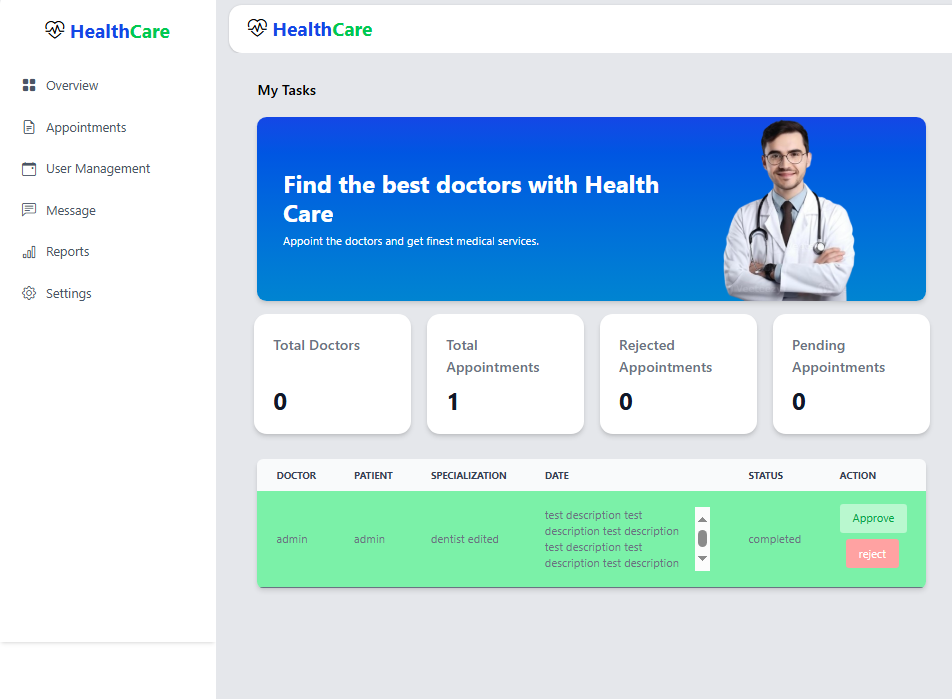 HealthCare
Overview
Appointments
User Management
Message
Reports
Settings
HealthCare
My Tasks
Find the best doctors with Health
Care
Appoint the doctors and get finest medical services.
Total Doctors
0
Total
Appointments
1
Rejected
Appointments
0
Pending
Appointments
0
DOCTOR PATIENT SPECIALIZATION DATE STATUS ACTION
admin admin dentist edited
test description test
description test description
test description test
description test description
completed
Approve
reject